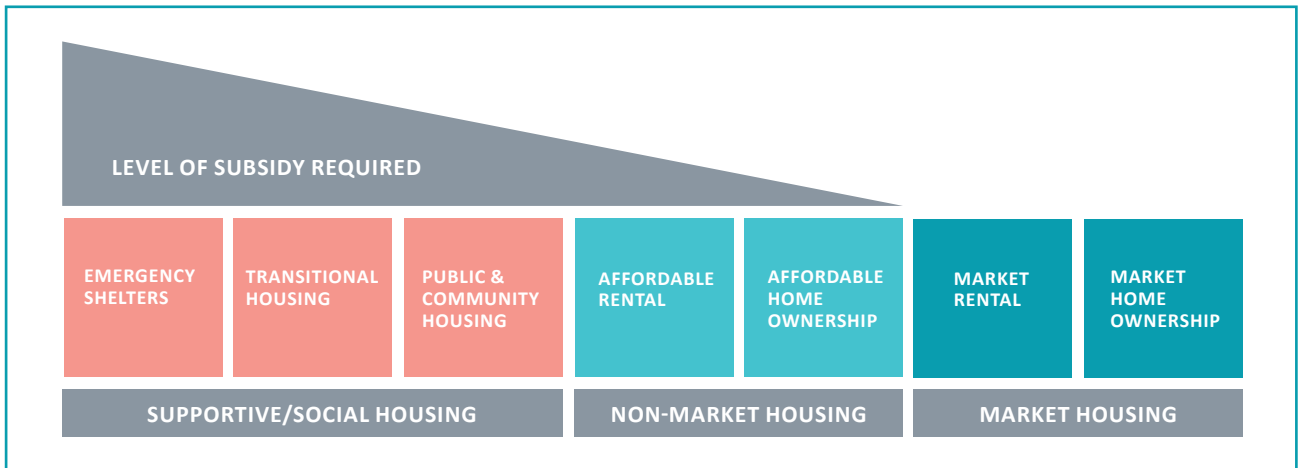 LEVEL OF SUBSIDY REQUIRED
EMERGENCY
SHELTERS
TRANSITIONAL
HOUSING
PUBLIC &
COMMUNITY
HOUSING
AFFORDABLE
RENTAL
AFFORDABLE
HOME
OWNERSHIP
MARKET
RENTAL
MARKET
HOME
OWNERSHIP
SUPPORTIVE/SOCIAL HOUSING
NON-MARKET HOUSING
MARKET HOUSING